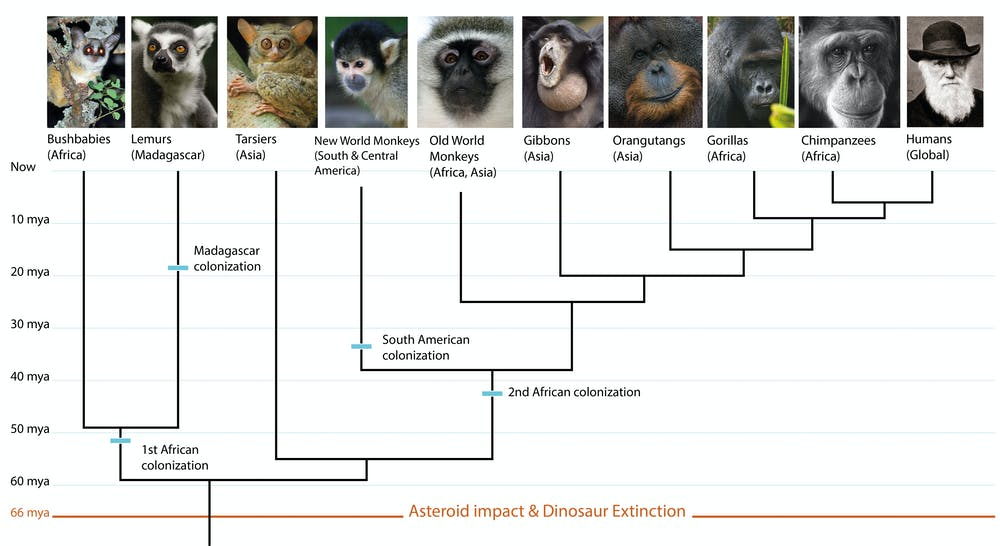 Bushbabies
(Africa)
Lemurs
(Madagascar)
Tarsiers
(Asia)
New World Monkeys
(South & Central
America)
Old World
Monkeys
(Africa, Asia)
Gibbons
(Asia)
Orangutangs
(Asia)
Gorillas
(Africa)
Chimpanzees
(Africa)
Humans
(Global)
Now
10 mya
Madagascar
colonization
20 mya
30 mya
South American
colonization
40 mya
2nd African colonization
50 mya
1st African
colonization
60 mya
66 mya
Asteroid impact & Dinosaur Extinction